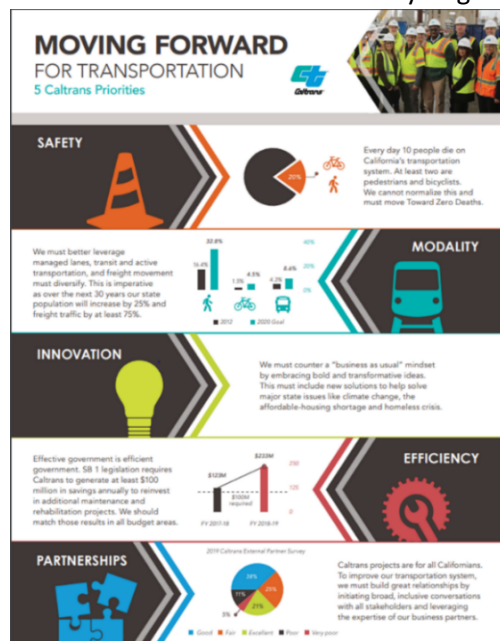 MOVING FORWARD
FOR TRANSPORTATION
5 Caltrans Priorities
Caltrans
SAFETY
20%
Every day 10 people die on
California's transportation
system. At least two are
pedestrians and bicyclists.
We cannot normalize this and
must move Toward Zero Deaths.
We must better leverage
managed lanes, transit and active
transportation, and freight movement
must diversify. This is imperative
as over the next 30 years our state
population will increase by 25% and
freight traffic by at least 75%.
16.4%
32.8%
1.5%
4.5%
4.3%
8.6%
40%
20%
0%
2012
2020 Goal
MODALITY
INNOVATION
We must counter a "business as usual" mindset
by embracing bold and transformative ideas.
This must include new solutions to help solve
major state issues like climate change, the
affordable-housing shortage and homeless crisis.
Effective government is efficient
government. SB 1 legislation requires
Caltrans to generate at least $100
million in savings annually to reinvest
in additional maintenance and
rehabilitation projects. We should
match those results in all budget areas.
$133M
$100M
required
FY 2017-18
FY 2018-19
0
EFFICIENCY
PARTNERSHIPS
2019 Caltrans External Partner Survey
21%
11%
5%
Good
Fair
Excellent
Poor
Very poor
Caltrans projects are for all Californians.
To improve our transportation system,
we must build great relationships by
initiating broad, inclusive conversations
with all stakeholders and leveraging
the expertise of our business partners.